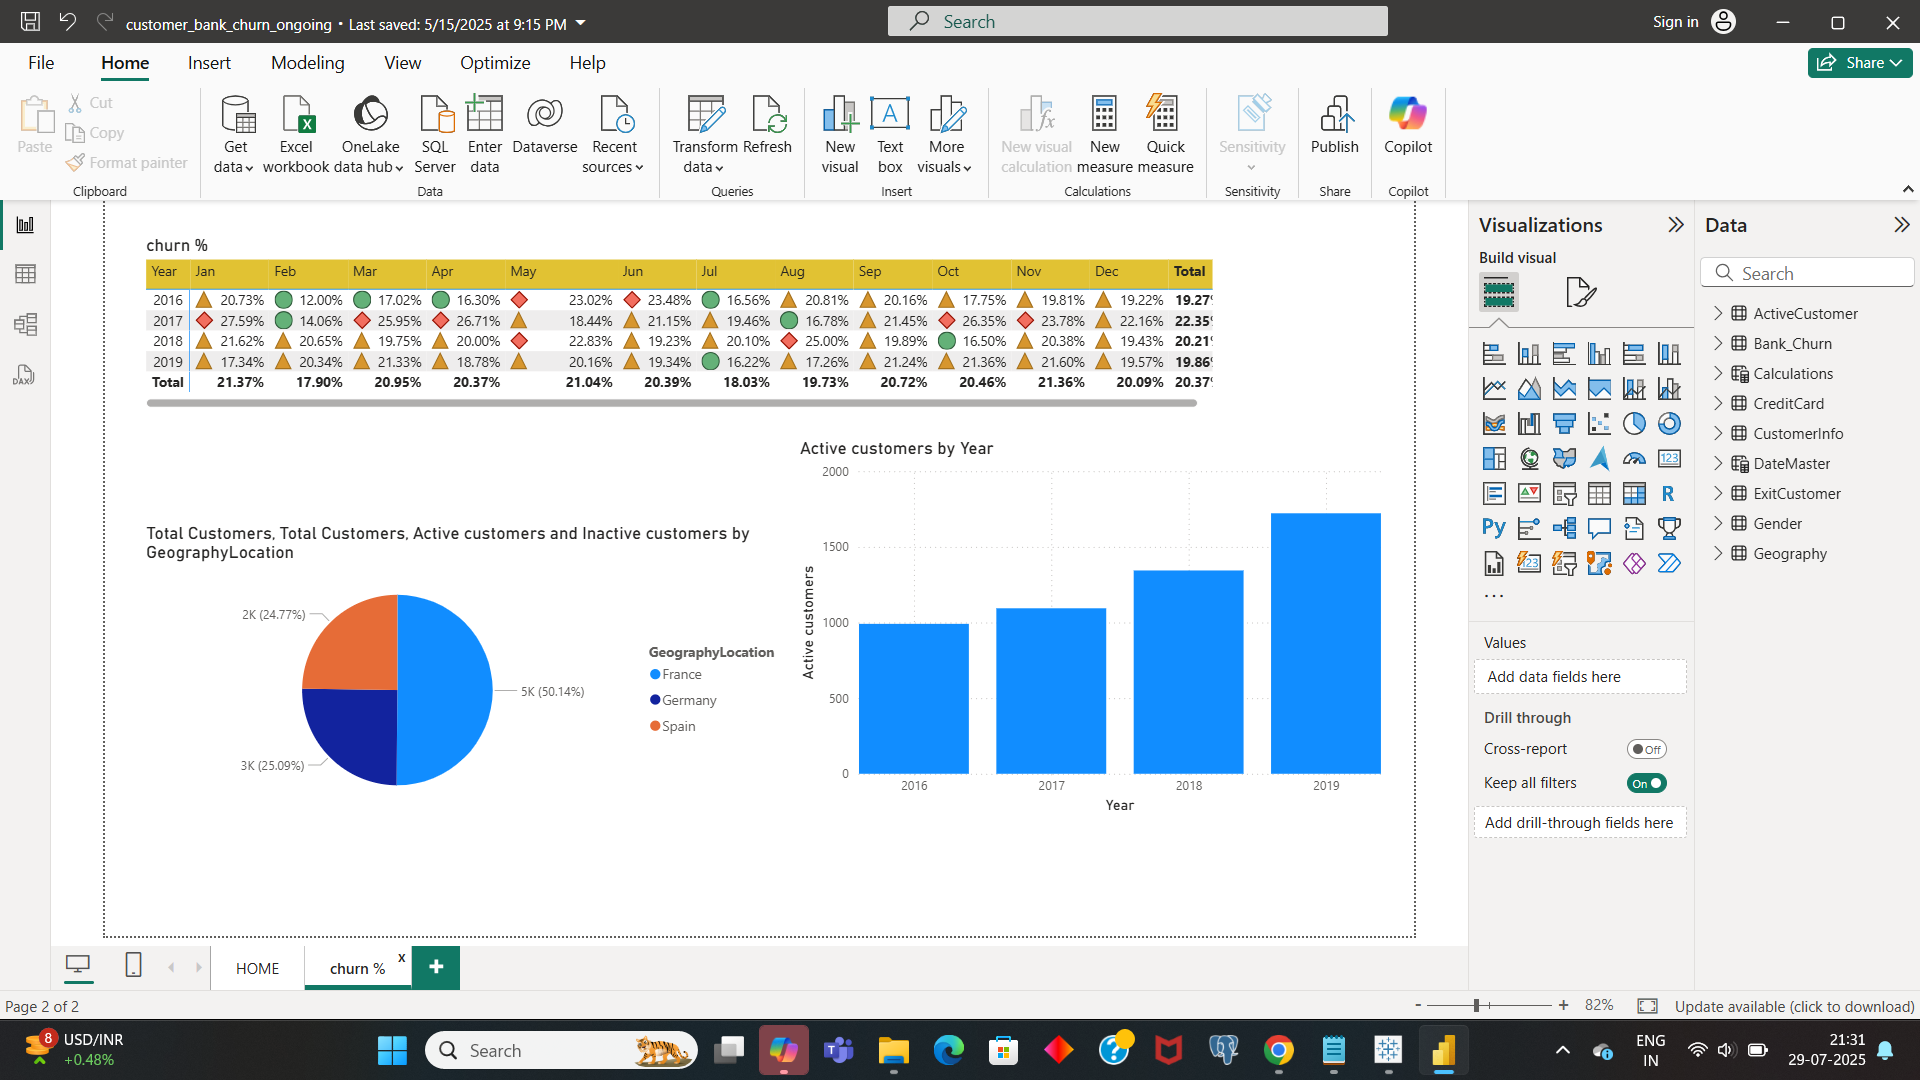 customer_bank_churn_ongoing • Last saved: 5/15/2025 at 9:15 PM
Search
Sign in
File Home Insert Modeling View Optimize Help
Share
Paste
Cut
Copy
Format painter
Clipboard
Get data
Excel workbook
OneLake data hub
SQL Server
Enter data
Dataverse
Recent sources
Data
Transform data
Refresh
Queries
New visual
Text box
More visuals
Insert
New visual calculation
New measure
Quick measure
Calculations
Sensitivity
Sensitivity
Publish
Share
Copilot
Copilot
churn %
Year Jan Feb Mar Apr May Jun Jul Aug Sep Oct Nov Dec Total
2016 20.73% 12.00% 17.02% 16.30% 23.02% 23.48% 16.56% 20.81% 20.16% 17.75% 19.81% 19.22% 19.27
2017 27.59% 14.06% 25.95% 26.71% 18.44% 21.15% 19.46% 16.78% 21.45% 26.35% 23.78% 22.16% 22.35
2018 21.62% 20.65% 19.75% 20.00% 22.83% 19.23% 20.10% 25.00% 19.89% 16.50% 20.38% 19.43% 20.21
2019 17.34% 20.34% 21.33% 18.78% 20.16% 19.34% 16.22% 17.26% 21.24% 21.36% 21.60% 19.57% 19.86
Total 21.37% 17.90% 20.95% 20.37% 21.04% 20.39% 18.03% 19.73% 20.72% 20.46% 21.36% 20.09% 20.37
Total Customers, Total Customers, Active customers and Inactive customers by
GeographyLocation
2K (24.77%)
5K (50.14%)
3K (25.09%)
GeographyLocation
France
Germany
Spain
Active customers by Year
2000
1500
1000
500
0
Active customers
2016 2017 2018 2019
Year
Visualizations
Build visual
123
R
Py
123
...
Values
Add data fields here
Drill through
Cross-report Off
Keep all filters On
Add drill-through fields here
Data
Search
ActiveCustomer
Bank_Churn
Calculations
CreditCard
CustomerInfo
DateMaster
ExitCustomer
Gender
Geography
HOME
churn % x
+
Page 2 of 2
- + 82%
Update available (click to download)
8
USD/INR
+0.48%
Search
ENG
IN
21:31
29-07-2025